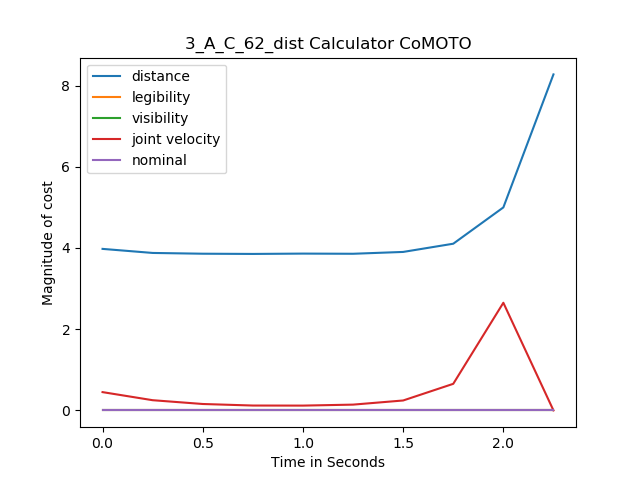 3_A_C_62_dist Calculator CoMOTO
distance
legibility
visibility
joint velocity
nominal
Magnitude of cost
8
6
4
2
0
0.0 0.5 1.0 1.5 2.0
Time in Seconds